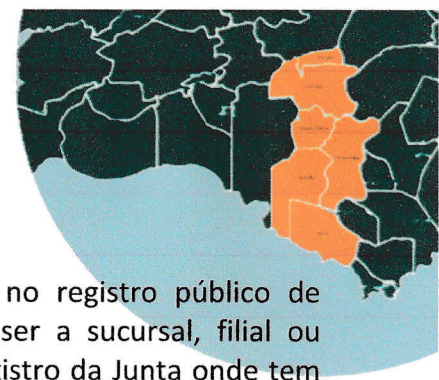 no registro público de
ser a sucursal, filial ou
istro da Junta onde tem